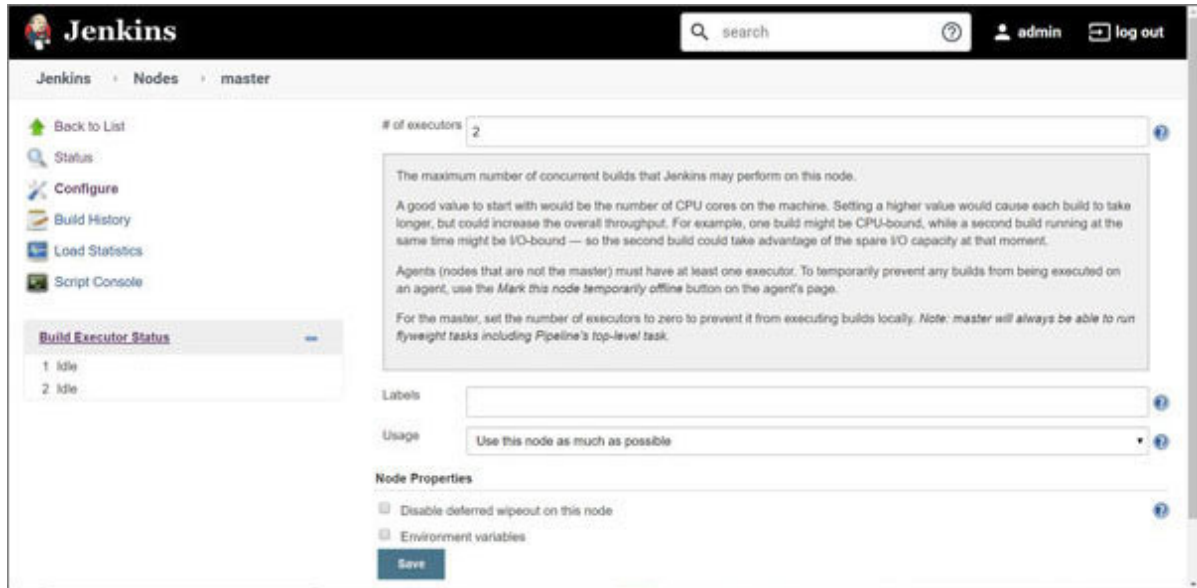 Jenkins
search
admin
log out
Jenkins
Nodes
master
Back to List
Status
Configure
Build History
Load Statistics
Script Console
Build Executor Status
1 Idle
2 Idle
# of executors
2
The maximum number of concurrent builds that Jenkins may perform on this node.
A good value to start with would be the number of CPU cores on the machine. Setting a higher value would cause each build to take
longer, but could increase the overall throughput. For example, one build might be CPU-bound, while a second build running at the
same time might be I/O-bound — so the second build could take advantage of the spare I/O capacity at that moment.
Agents (nodes that are not the master) must have at least one executor. To temporarily prevent any builds from being executed on
an agent, use the Mark this node temporarily offline button on the agent's page.
For the master, set the number of executors to zero to prevent it from executing builds locally. Note: master will always be able to run
flyweight tasks including Pipeline's top-level task.
Labels
Usage
Use this node as much as possible
Node Properties
Disable deferred wipeout on this node
Environment variables
Save